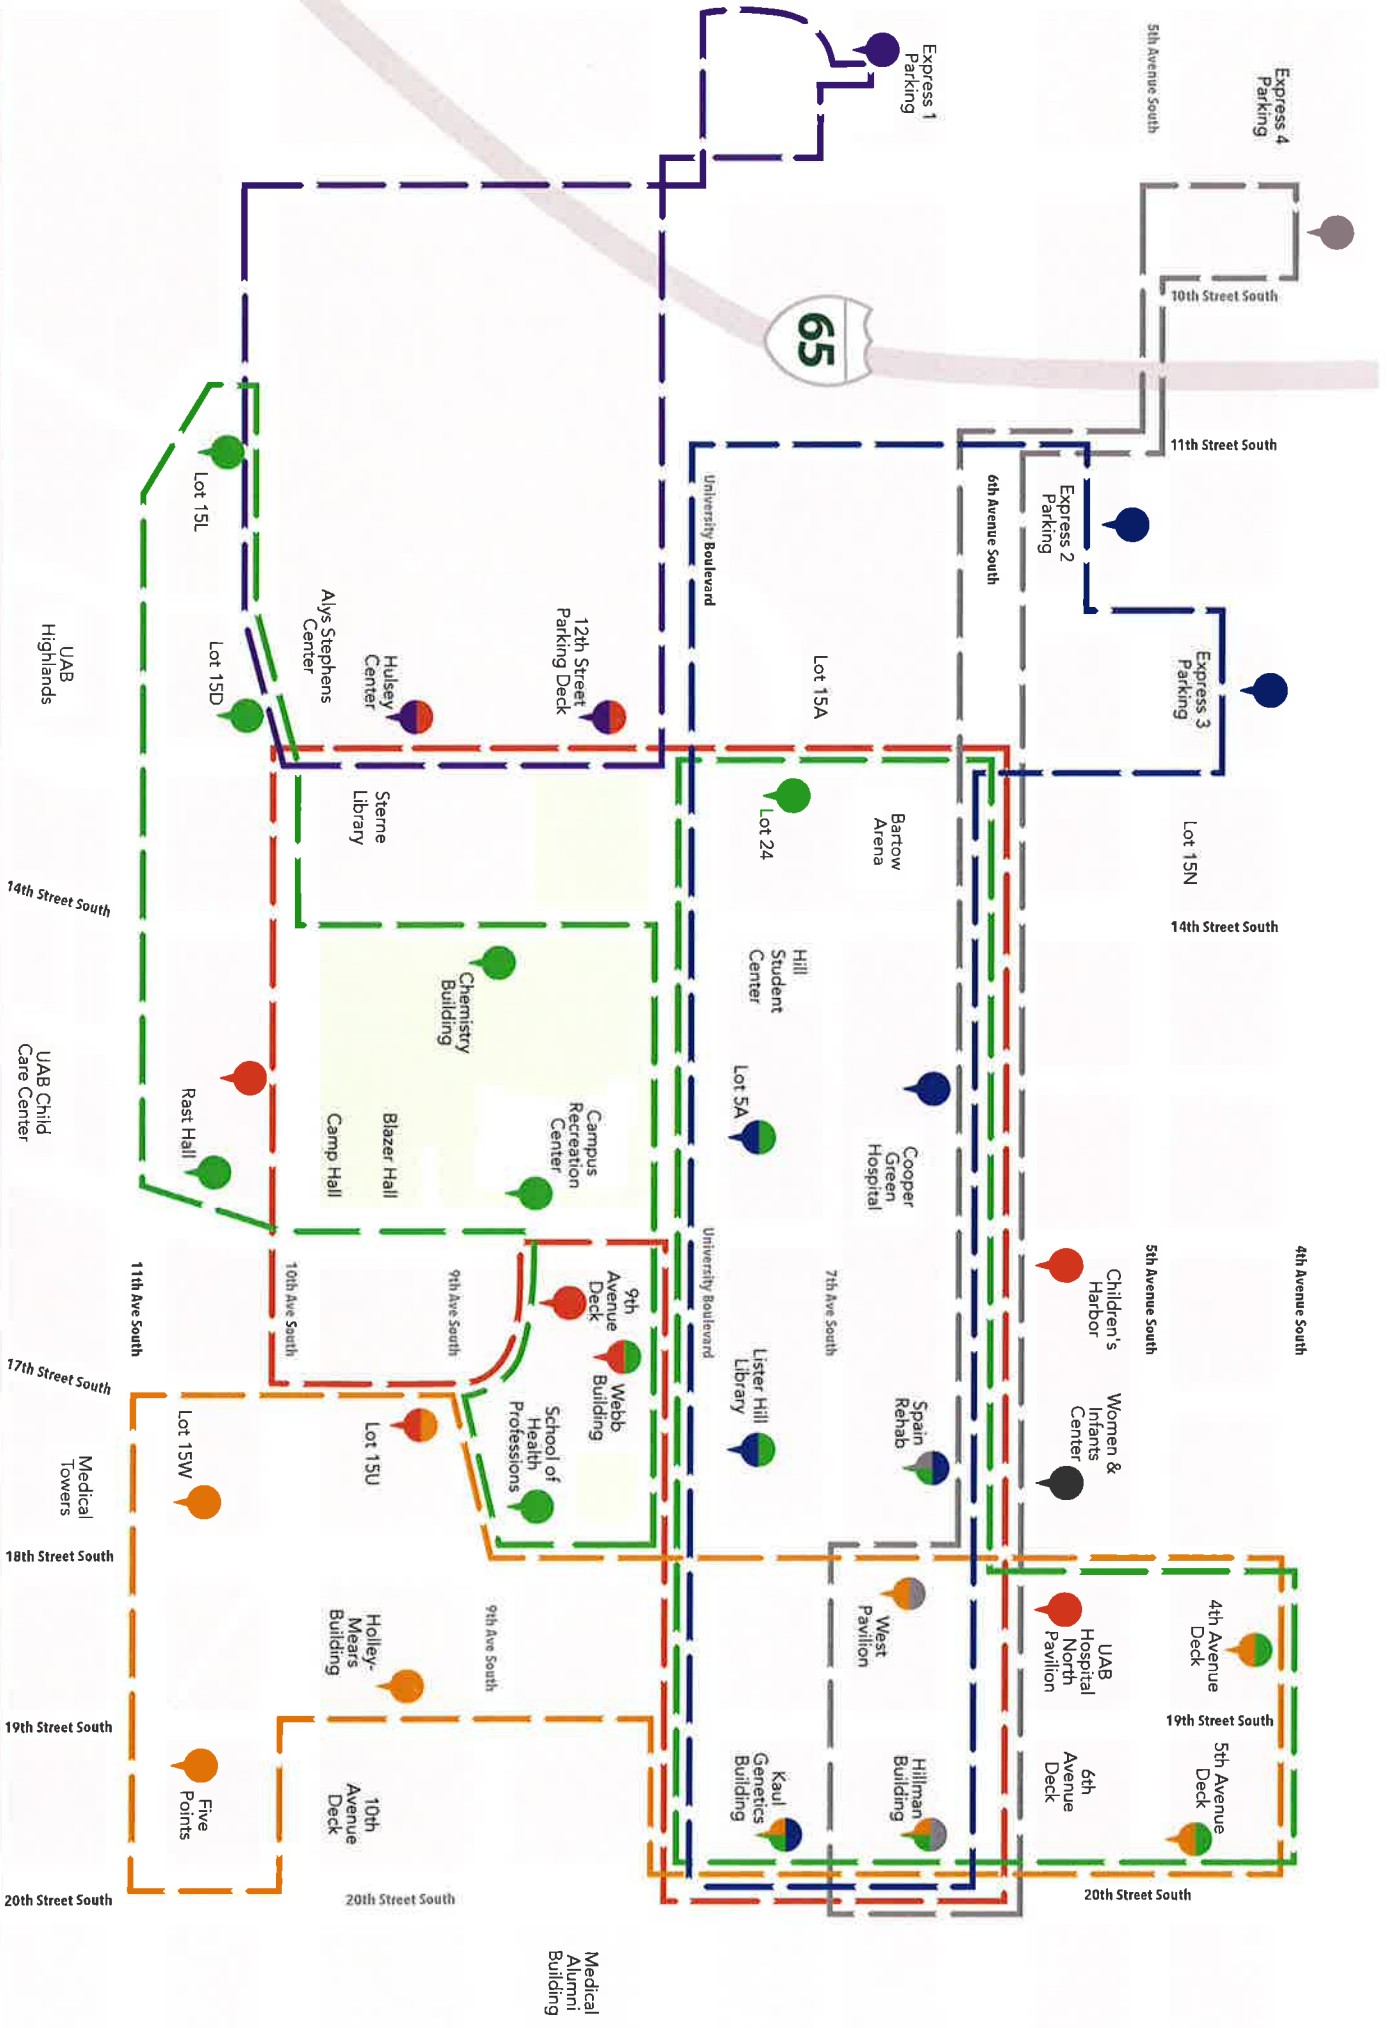 4th Avenue South
Express 4
Parking
10th Street South
11th Street South
14th Street South
4th Avenue
Deck
19th Street South
5th Avenue
Deck
Express 3
Parking
Lot 15N
5th Avenue South
5th Avenue South
20th Street South
Children's
Harbor
Women &
Infants
Center
UAB
Hospital
North
Pavilion
6th
Avenue
Deck
Express 2
Parking
6th Avenue South
Express 1
Parking
Bartow
Arena
Cooper
Green
Hospital
Spain
Rehab
West
Pavilion
Hillman
Building
65
Lot 15A
7th Ave South
Hill
Student
Center
Lot 24
Lot 5A
Lister Hill
Library
Kaul
Genetics
Building
University Boulevard
University Boulevard
12th Street
Parking Deck
Campus
Recreation
Center
9th
Avenue
Deck
Webb
Building
Medical
Alumni
Building
School of
Health
Professions
Chemistry
Building
9th Ave South
9th Ave South
Hulsey
Center
Sterne
Library
Blazer Hall
Lot 15U
Holley-
Mears
Building
10th
Avenue
Deck
20th Street South
Alys Stephens
Center
Camp Hall
10th Ave South
Lot 15L
Lot 15D
Rast Hall
Lot 15W
Five
Points
11th Ave South
UAB
Highlands
14th Street South
UAB Child
Care Center
17th Street South
Medical
Towers
18th Street South
19th Street South
20th Street South